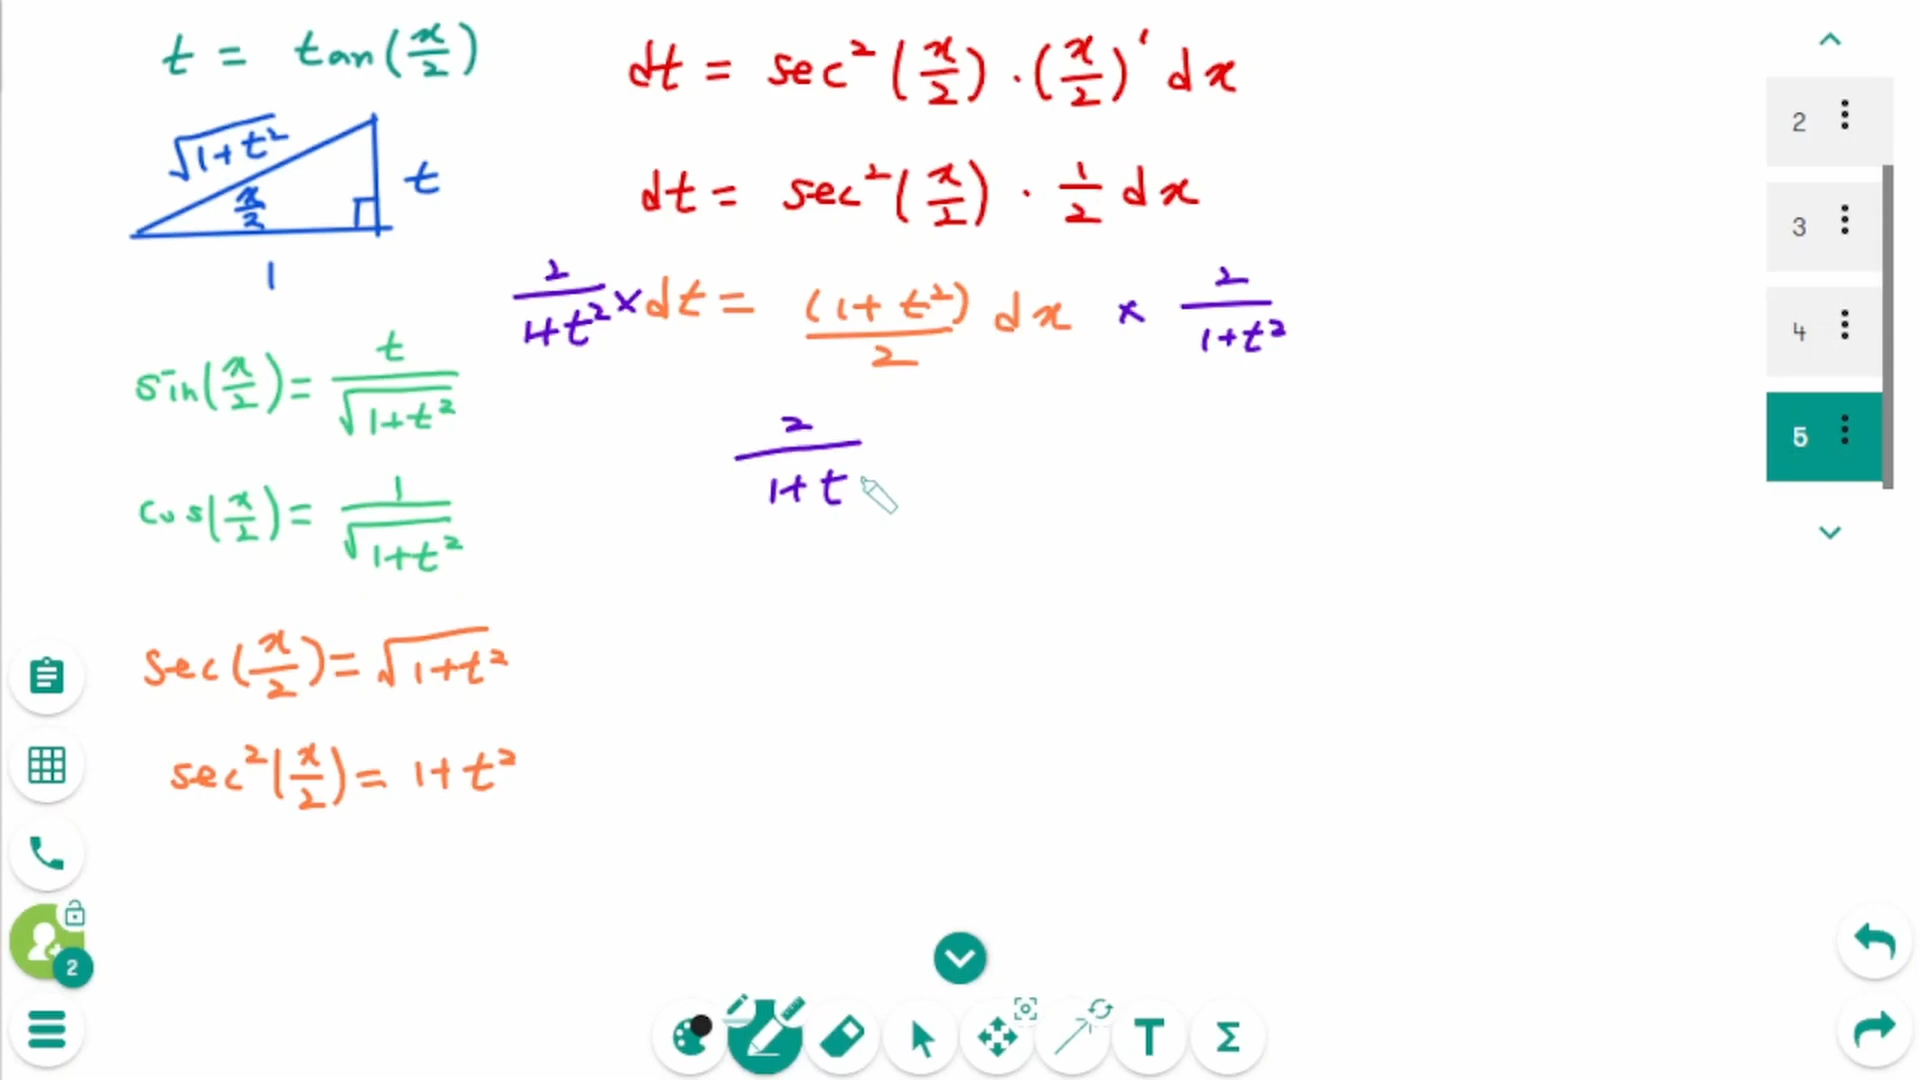 t = tan(x/2)
√1+t²
x/2
t
1
sin(x/2) = t/√1+t²
cos(x/2) = 1/√1+t²
sec(x/2) = √1+t²
sec²(x/2) = 1+t²
dt = sec²(x/2) · (x/2)' dx
dt = sec²(x/2) · 1/2 dx
2/1+t² × dt = (1+t²)/2 dx × 2/1+t²
2/1+t
2
3
4
5
2
T
Σ